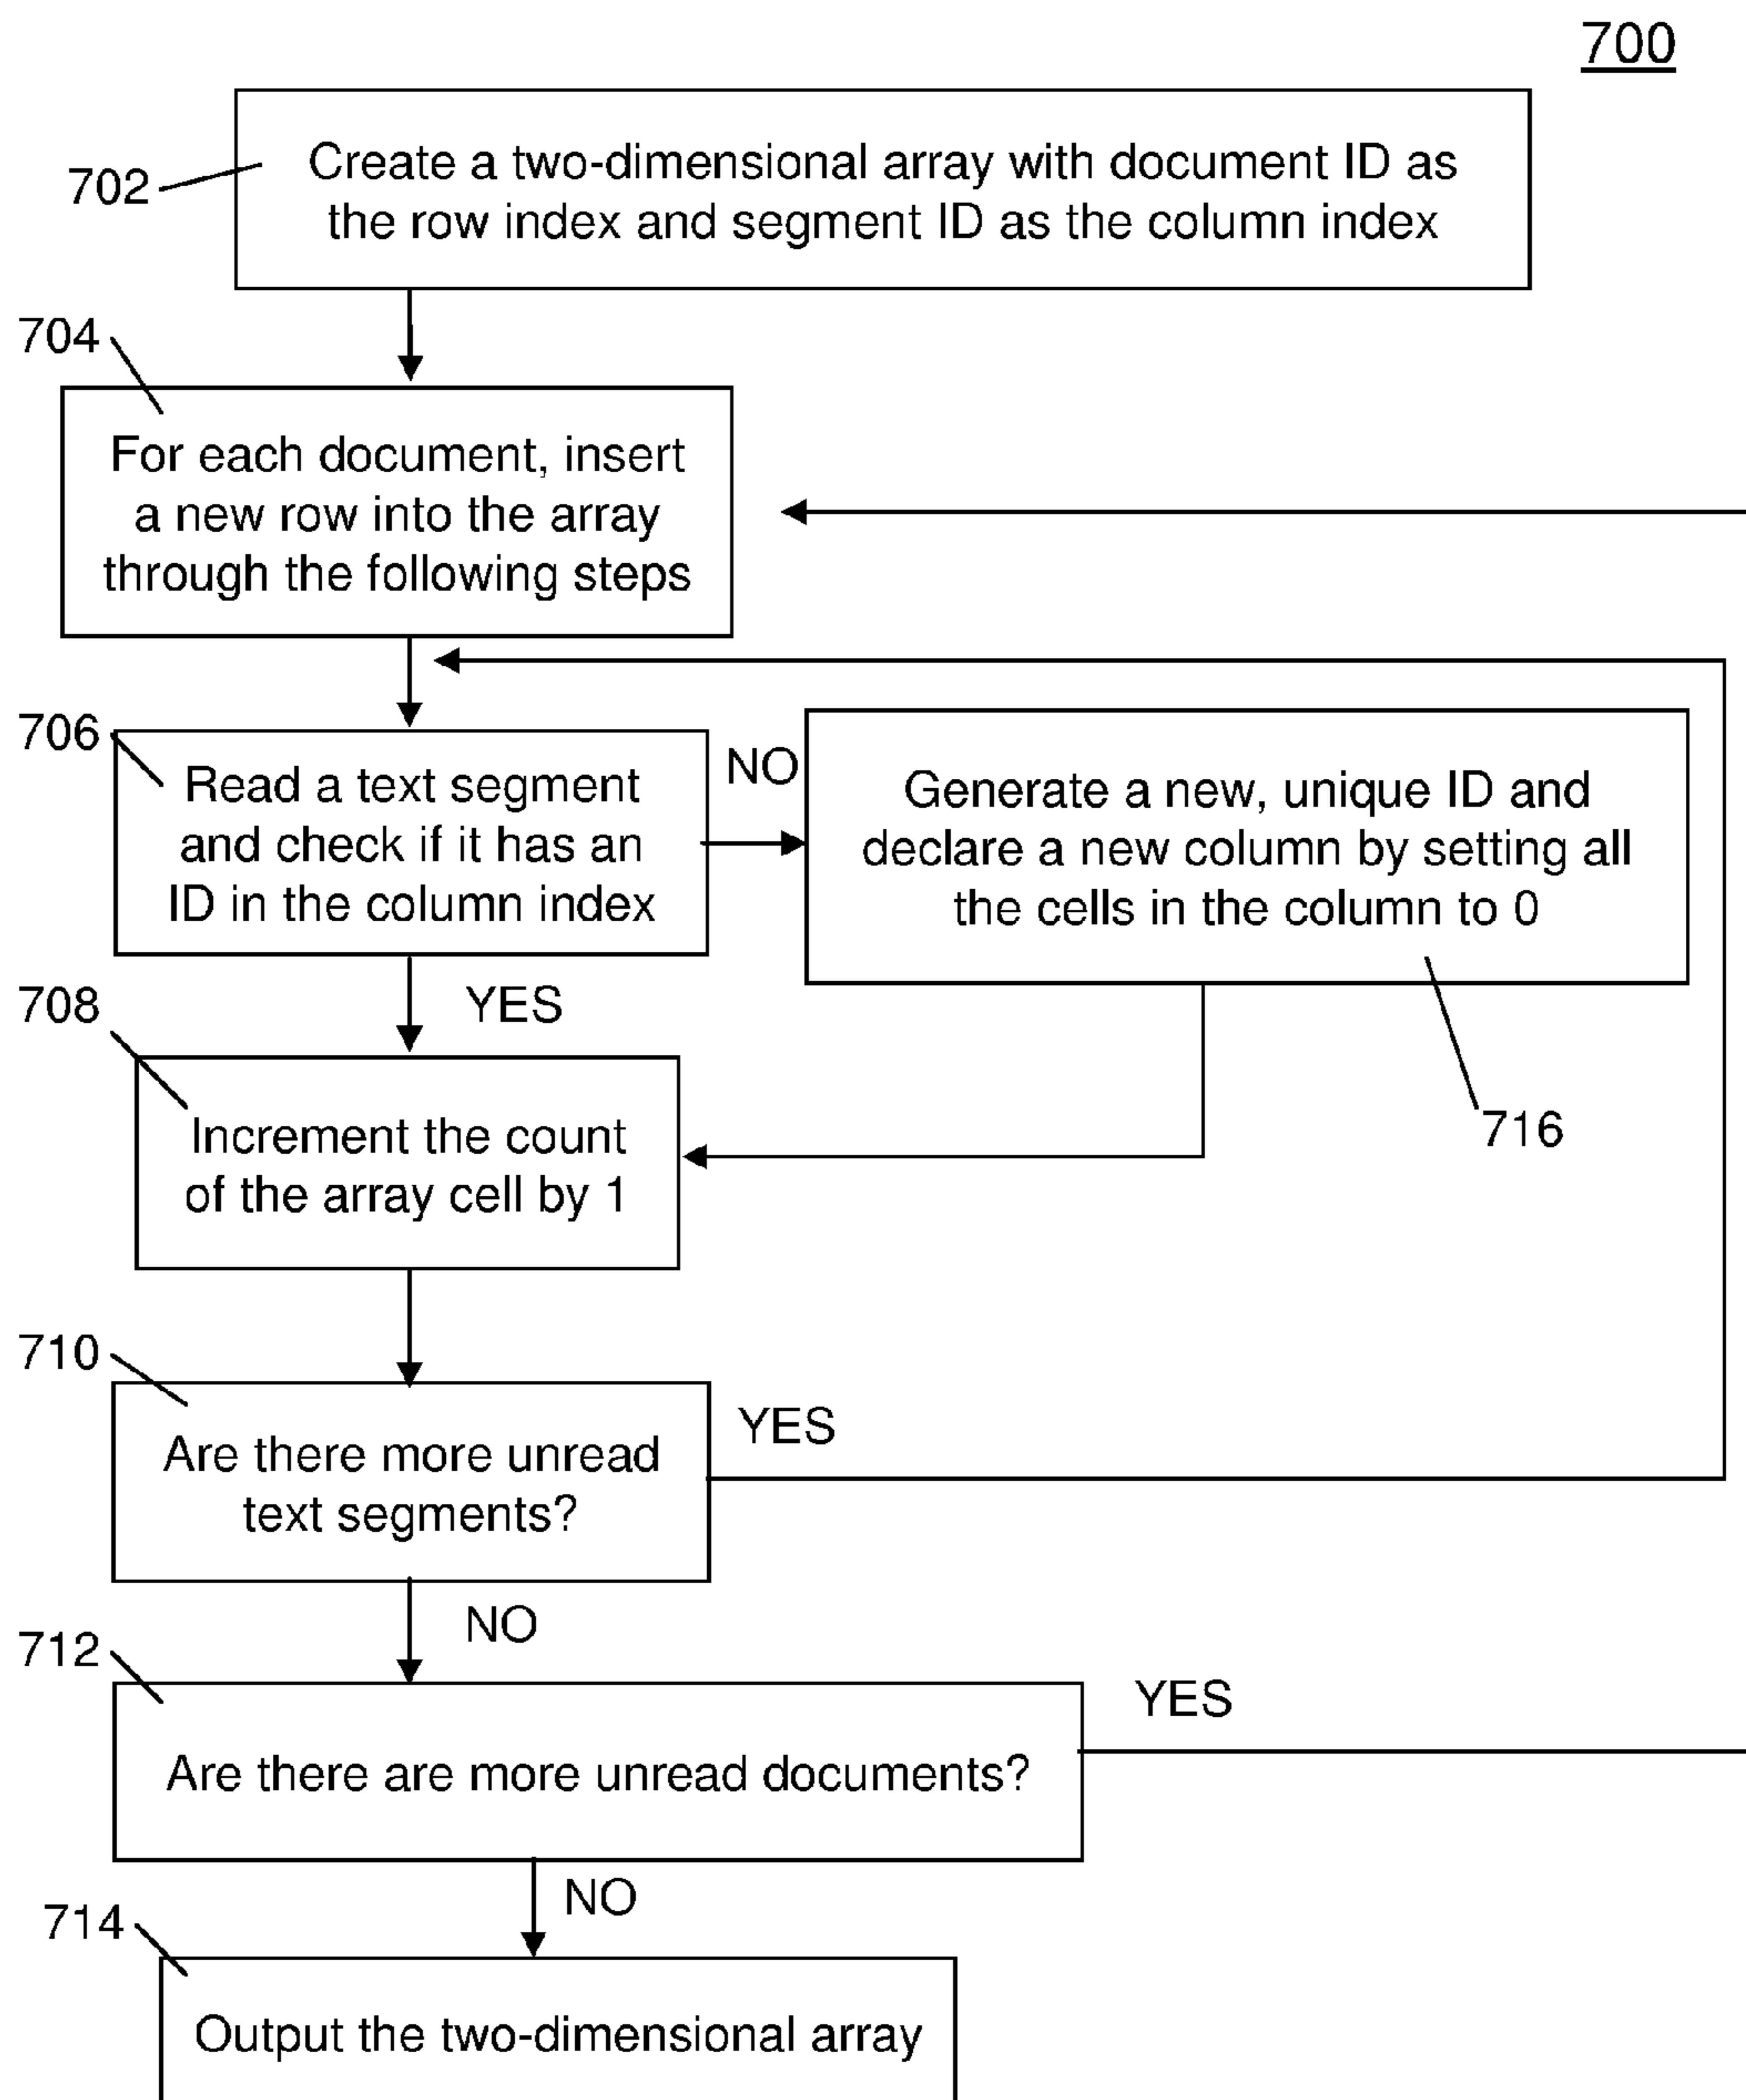 700
702
Create a two-dimensional array with document ID as
the row index and segment ID as the column index
704
For each document, insert
a new row into the array
through the following steps
706
Read a text segment
and check if it has an
ID in the column index
NO
Generate a new, unique ID and
declare a new column by setting all
the cells in the column to 0
716
YES
708
Increment the count
of the array cell by 1
710
Are there more unread
text segments?
YES
NO
712
Are there are more unread documents?
YES
NO
714
Output the two-dimensional array